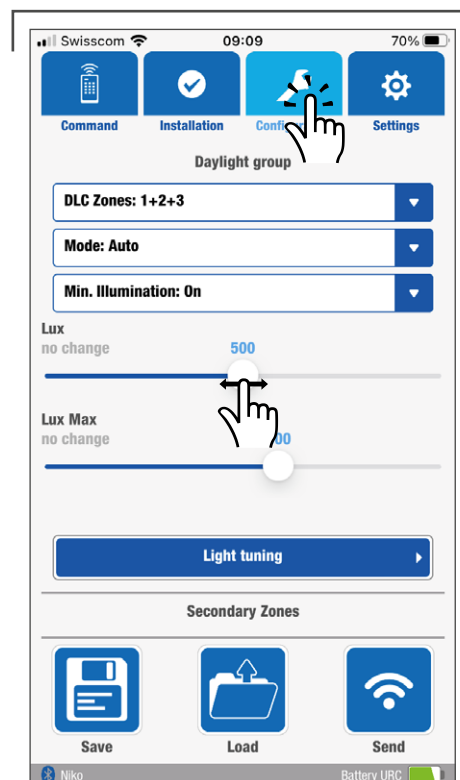 Swisscom 09:09 70%
Command Installation Settings
Daylight group
DLC Zones: 1+2+3
Mode: Auto
Min. Illumination: On
Lux
no change 500
Lux Max
no change
Light tuning
Secondary Zones
Save Load Send
Niko Battery URC